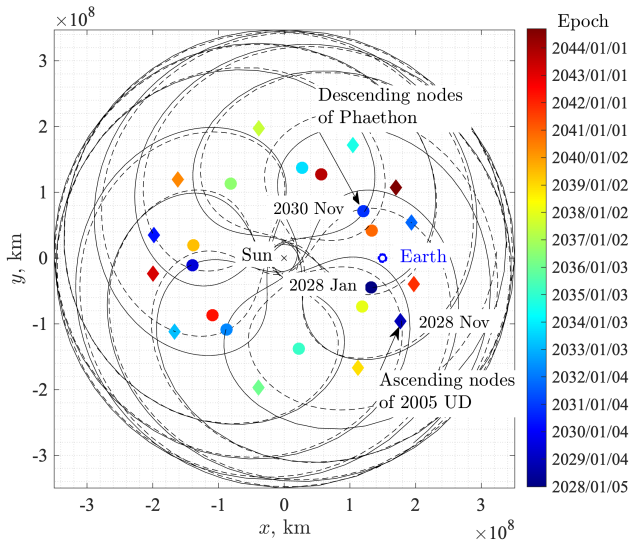 ×10⁸
Epoch
3
2
1
0
-1
-2
-3
y, km
Descending nodes
of Phaethon
2030 Nov
Sun
Earth
2028 Jan
2028 Nov
Ascending nodes
of 2005 UD
-3 -2 -1 0 1 2 3
x, km
×10⁸
2044/01/01
2043/01/01
2042/01/01
2041/01/01
2040/01/02
2039/01/02
2038/01/02
2037/01/02
2036/01/03
2035/01/03
2034/01/03
2033/01/03
2032/01/04
2031/01/04
2030/01/04
2029/01/04
2028/01/05